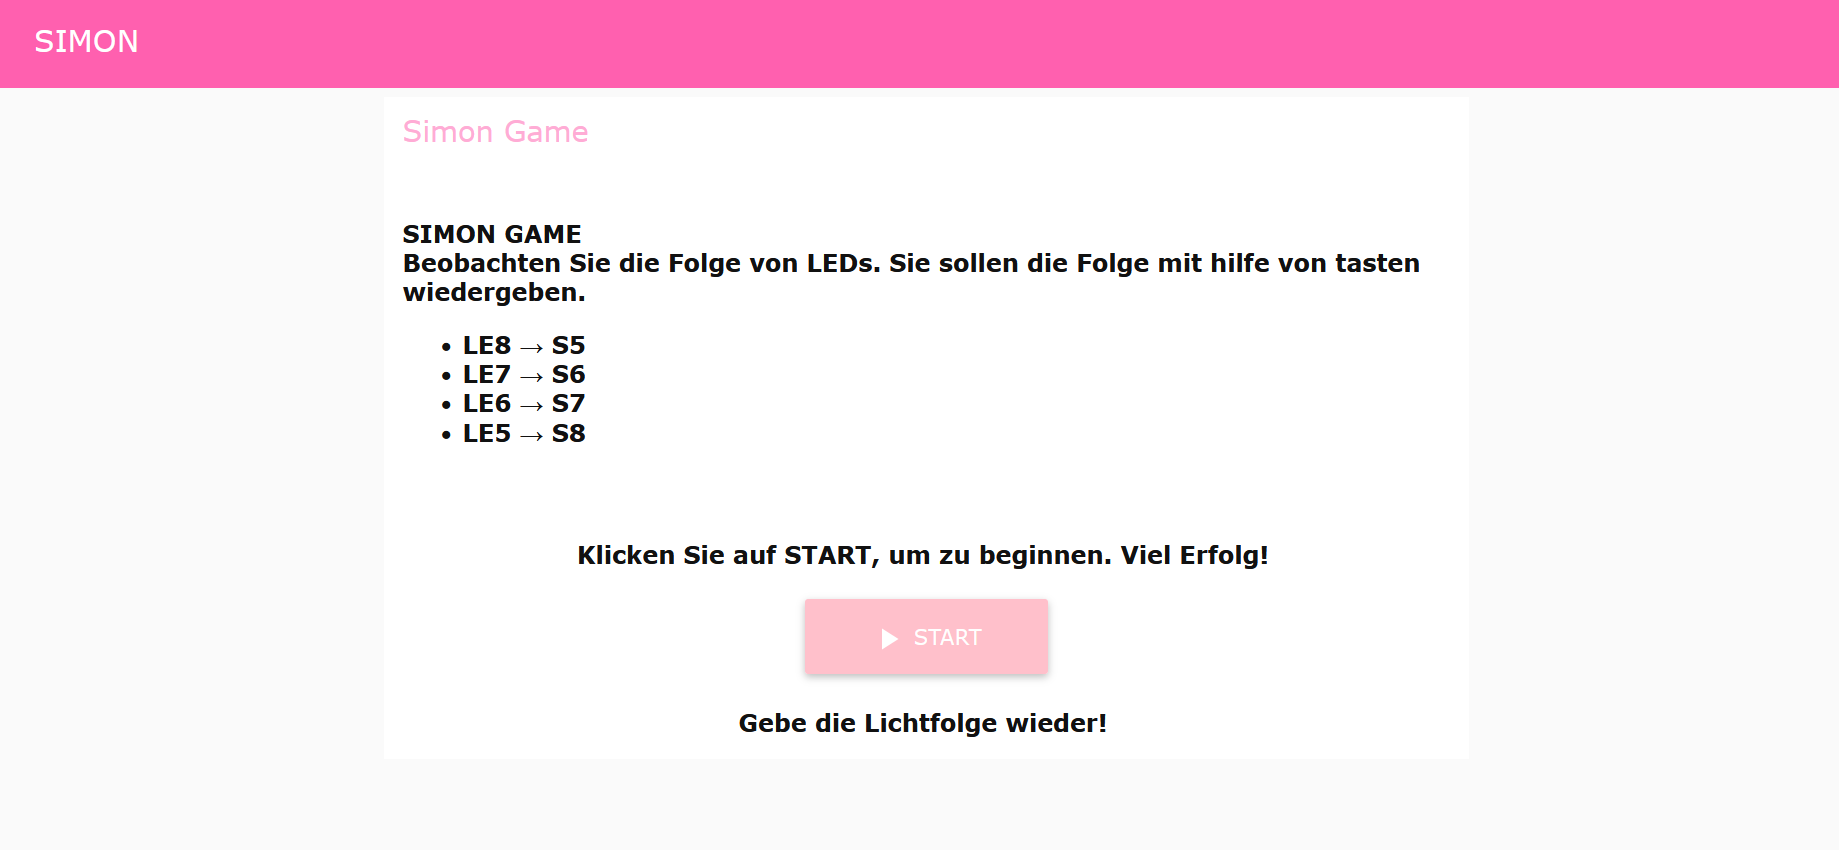 SIMON
Simon Game
SIMON GAME
Beobachten Sie die Folge von LEDs. Sie sollen die Folge mit hilfe von tasten
wiedergeben.
• LE8 → S5
• LE7 → S6
• LE6 → S7
• LE5 → S8
Klicken Sie auf START, um zu beginnen. Viel Erfolg!
START
Gebe die Lichtfolge wieder!